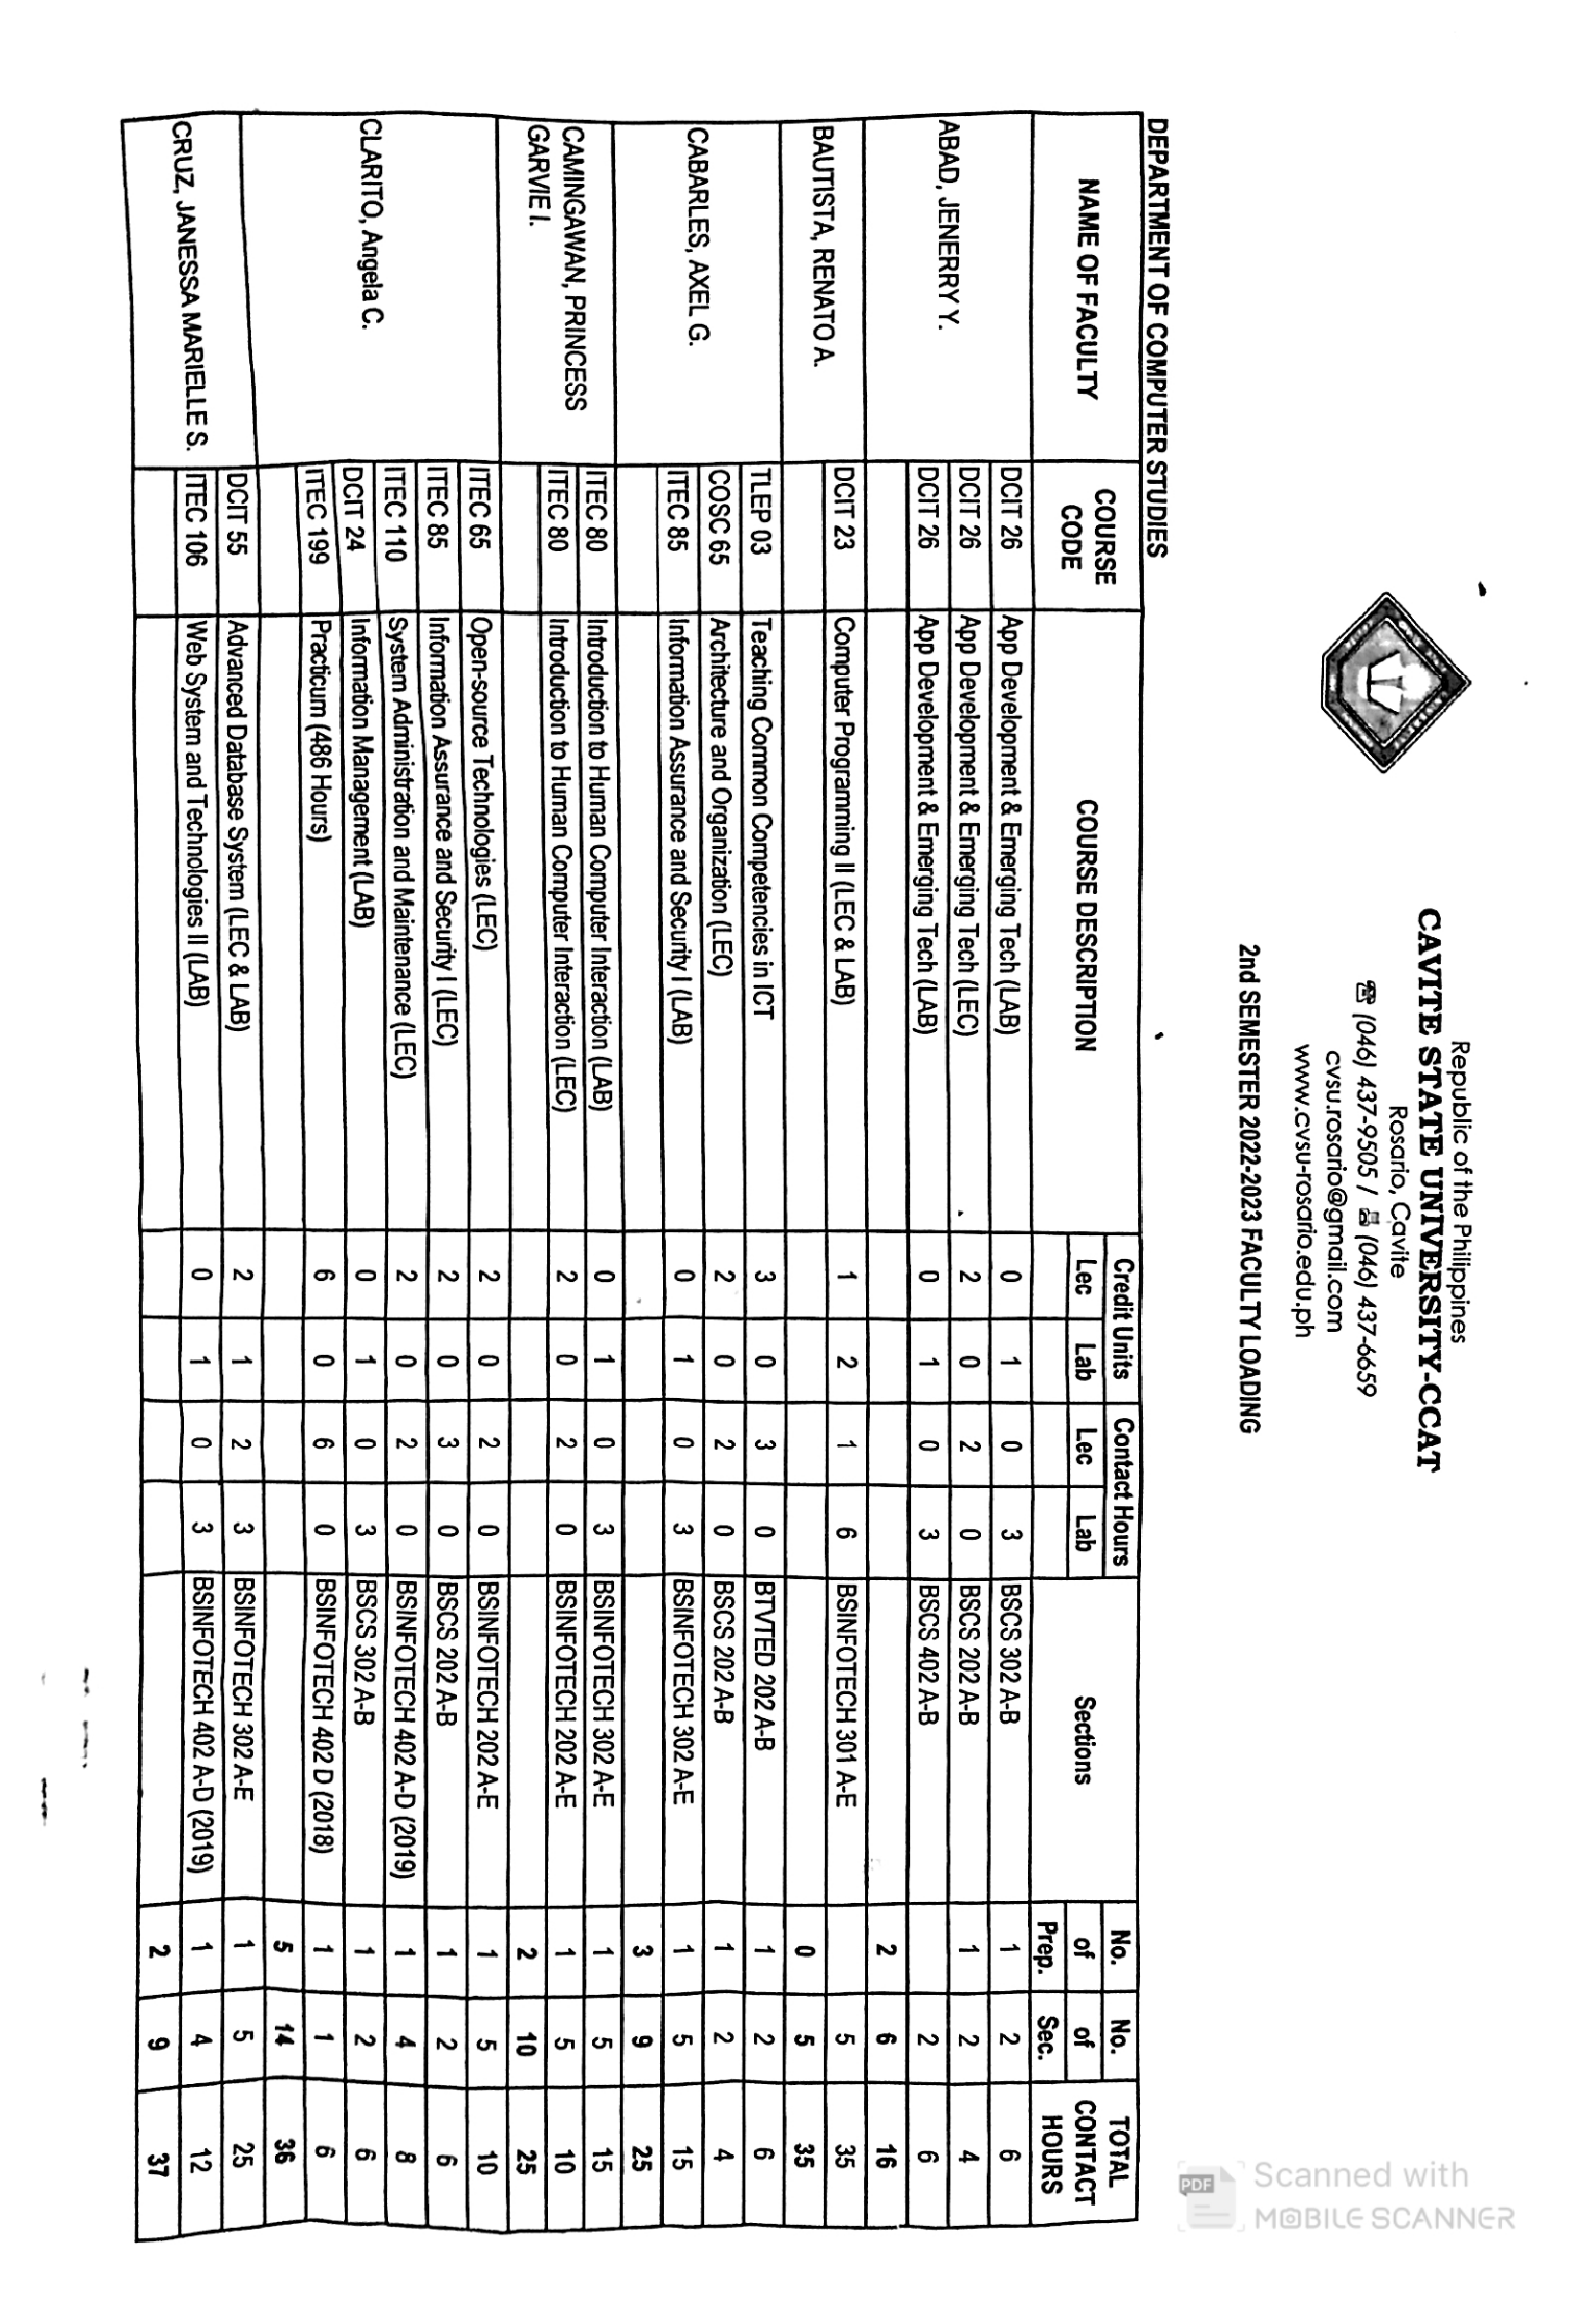 Republic of the Philippines
CAVITE STATE UNIVERSITY-CCAT
Rosario, Cavite
☎ (046) 437-9505 / 📠 (046) 437-6659
cvsu.rosario@gmail.com
www.cvsu-rosario.edu.ph
2nd SEMESTER 2022-2023 FACULTY LOADING
DEPARTMENT OF COMPUTER STUDIES
NAME OF FACULTY COURSE CODE COURSE DESCRIPTION Credit Units Contact Hours Sections No. of Prep. No. of Sec. TOTAL CONTACT HOURS
Lec Lab Lec Lab
ABAD, JENERRY Y. DCIT 26 App Development & Emerging Tech (LAB) 0 1 0 3 BSCS 302 A-B 1 2 6
DCIT 26 App Development & Emerging Tech (LEC) 2 0 2 0 BSCS 202 A-B 1 2 4
DCIT 26 App Development & Emerging Tech (LAB) 0 1 0 3 BSCS 402 A-B 2 6
2 6 16
BAUTISTA, RENATO A. DCIT 23 Computer Programming II (LEC & LAB) 1 2 1 6 BSINFOTECH 301 A-E 5 35
0 5 35
CABARLES, AXEL G. TLEP 03 Teaching Common Competencies in ICT 3 0 3 0 BTVTED 202 A-B 1 2 6
COSC 65 Architecture and Organization (LEC) 2 0 2 0 BSCS 202 A-B 1 2 4
ITEC 85 Information Assurance and Security I (LAB) 0 1 0 3 BSINFOTECH 302 A-E 1 5 15
3 9 25
CAMINGAWAN, PRINCESS GARVIE I. ITEC 80 Introduction to Human Computer Interaction (LAB) 0 1 0 3 BSINFOTECH 302 A-E 1 5 15
ITEC 80 Introduction to Human Computer Interaction (LEC) 2 0 2 0 BSINFOTECH 202 A-E 1 5 10
2 10 25
CLARITO, Angela C. ITEC 65 Open-source Technologies (LEC) 2 0 2 0 BSINFOTECH 202 A-E 1 5 10
ITEC 85 Information Assurance and Security I (LEC) 2 0 3 0 BSCS 202 A-B 1 2 6
ITEC 110 System Administration and Maintenance (LEC) 2 0 2 0 BSINFOTECH 402 A-D (2019) 1 4 8
DCIT 24 Information Management (LAB) 0 1 0 3 BSCS 302 A-B 1 2 6
ITEC 199 Practicum (486 Hours) 6 0 6 0 BSINFOTECH 402 D (2018) 1 1 6
5 14 36
CRUZ, JANESSA MARIELLE S. DCIT 55 Advanced Database System (LEC & LAB) 2 1 2 3 BSINFOTECH 302 A-E 1 5 25
ITEC 106 Web System and Technologies II (LAB) 0 1 0 3 BSINFOTECH 402 A-D (2019) 1 4 12
2 9 37
PDF Scanned with
MOBILE SCANNER